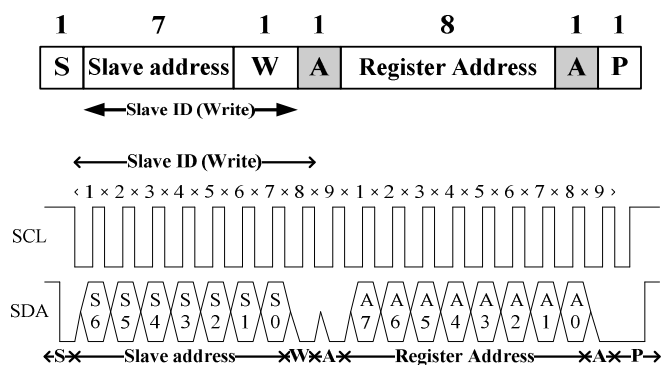 1 7 1 1 8 1 1
S Slave address W A Register Address A P
Slave ID (Write)
Slave ID (Write)
‹ 1 × 2 × 3 × 4 × 5 × 6 × 7 × 8 × 9 × 1 × 2 × 3 × 4 × 5 × 6 × 7 × 8 × 9 ›
SCL
SDA
S6 S5 S4 S3 S2 S1 S0 A7 A6 A5 A4 A3 A2 A1 A0
S Slave address W A Register Address A P